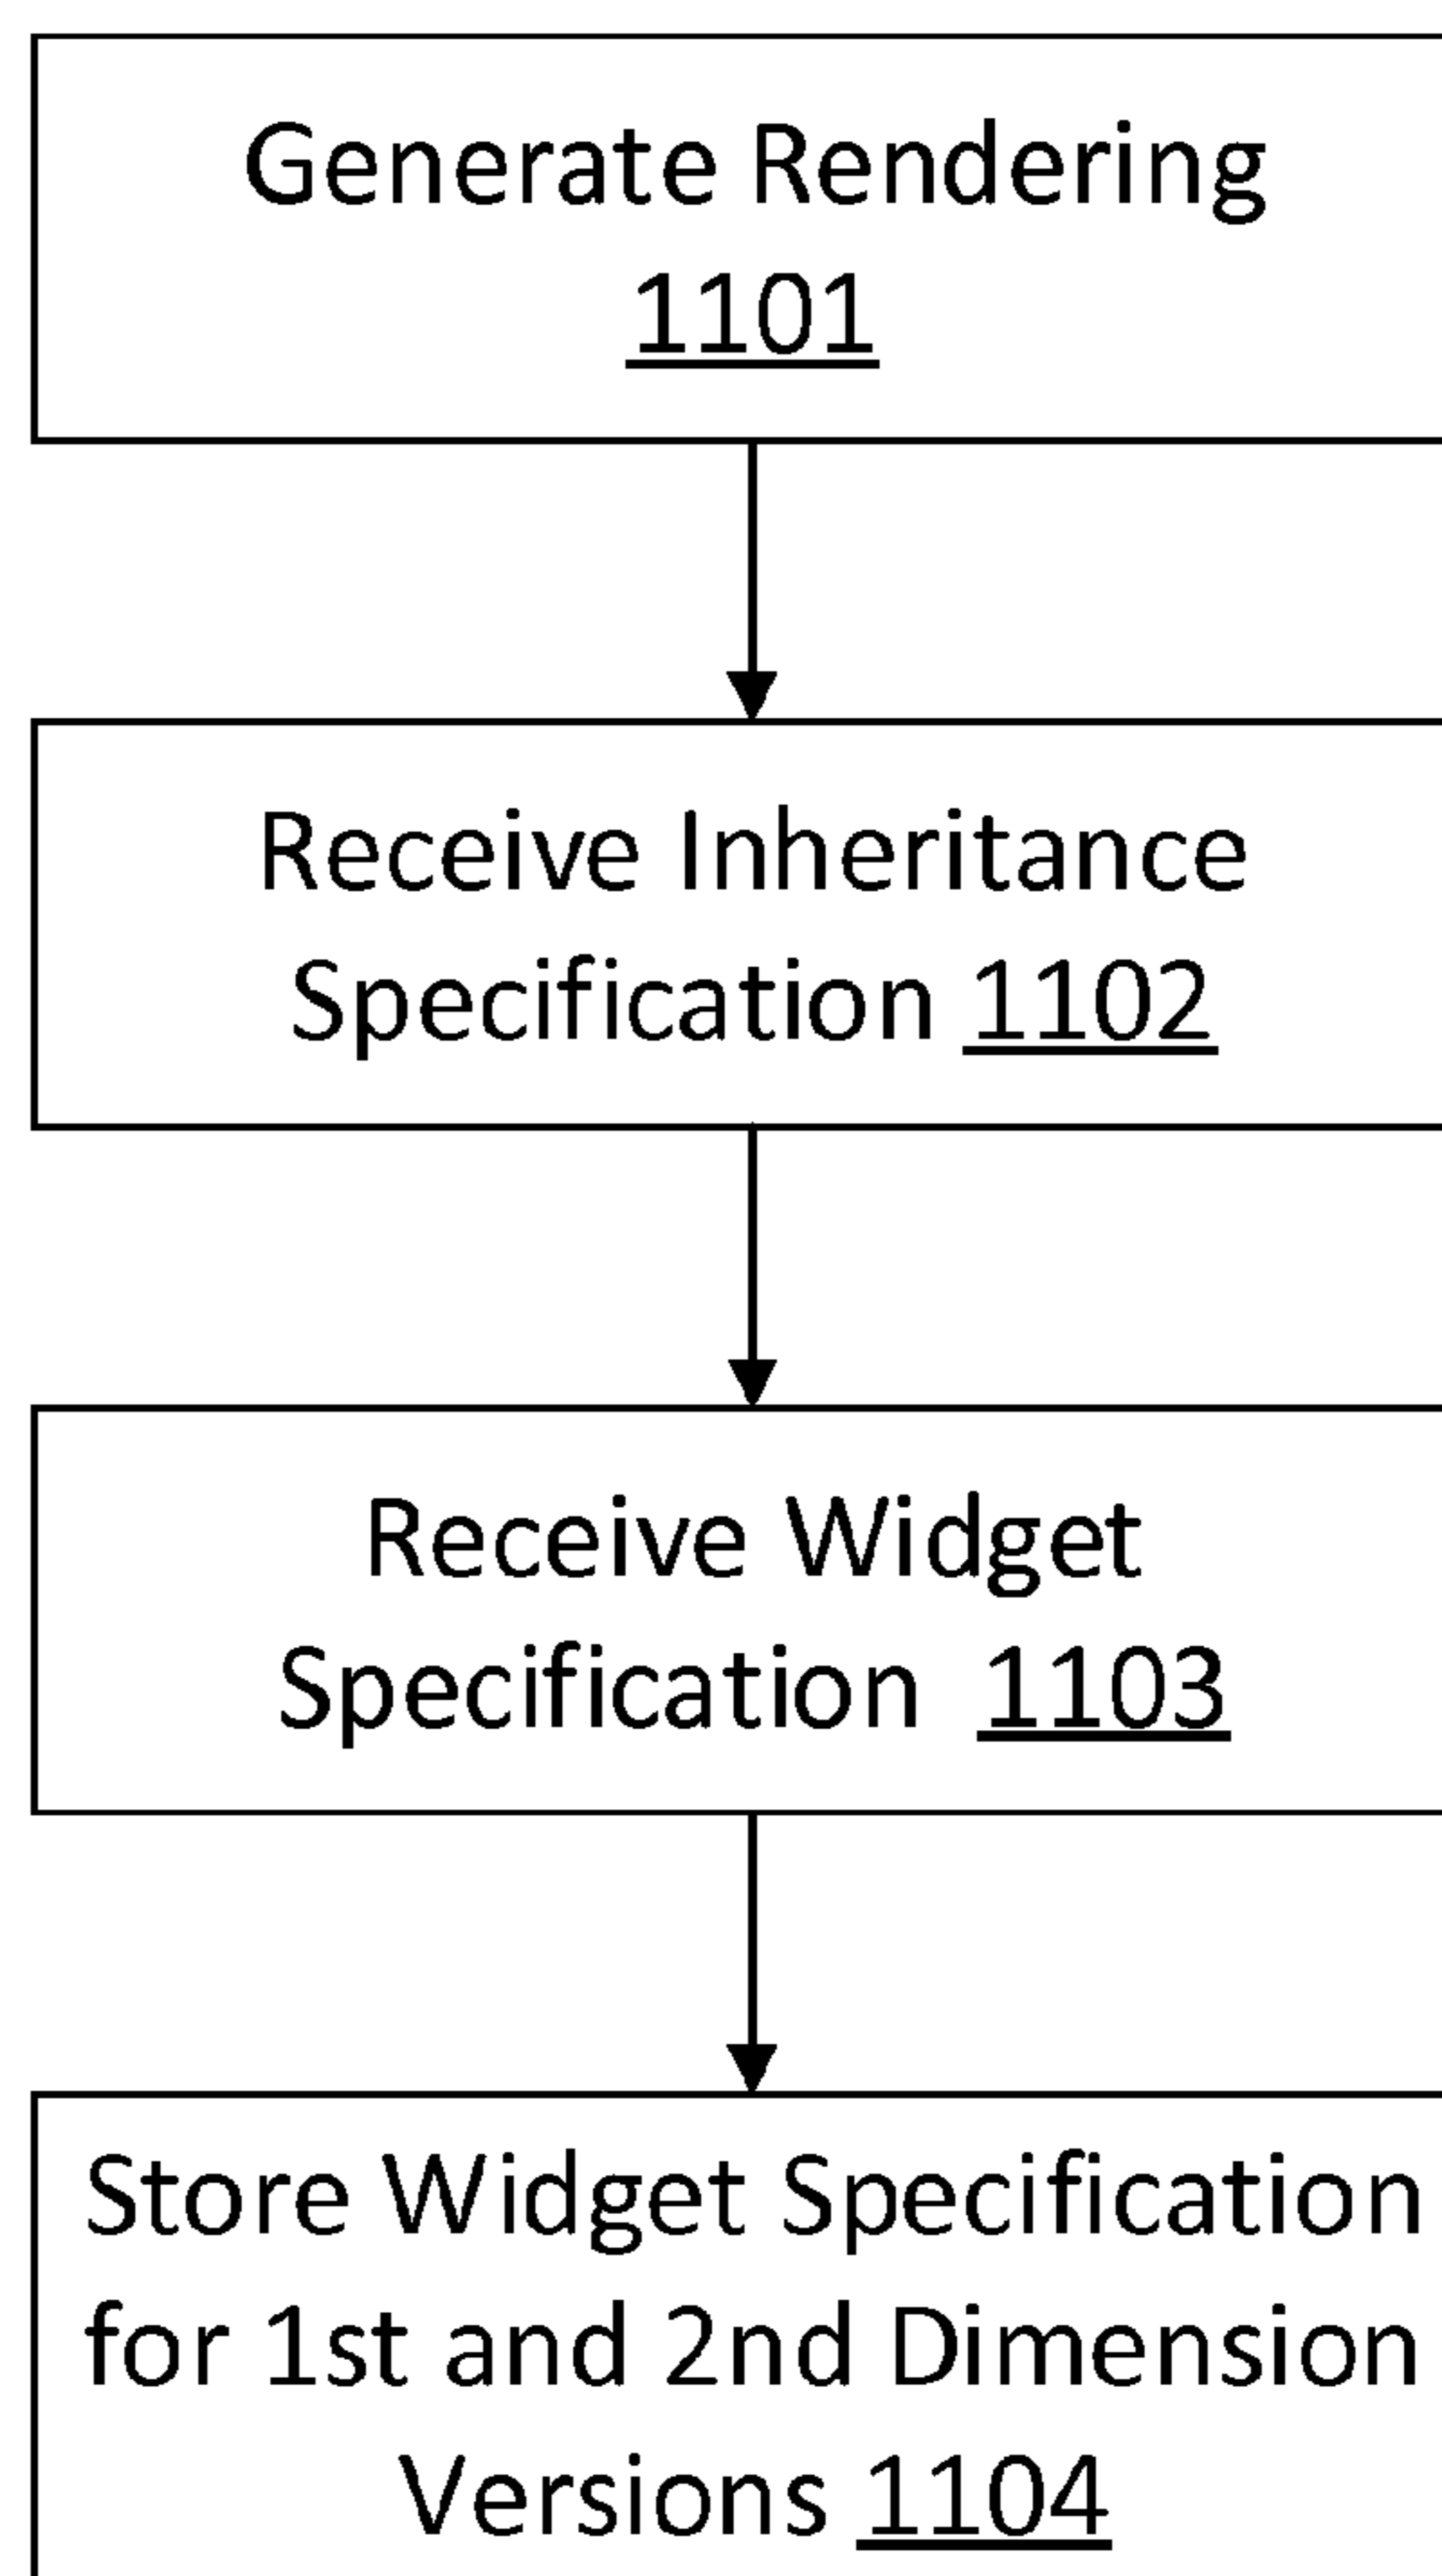 Generate Rendering
1101
Receive Inheritance
Specification 1102
Receive Widget
Specification 1103
Store Widget Specification
for 1st and 2nd Dimension
Versions 1104